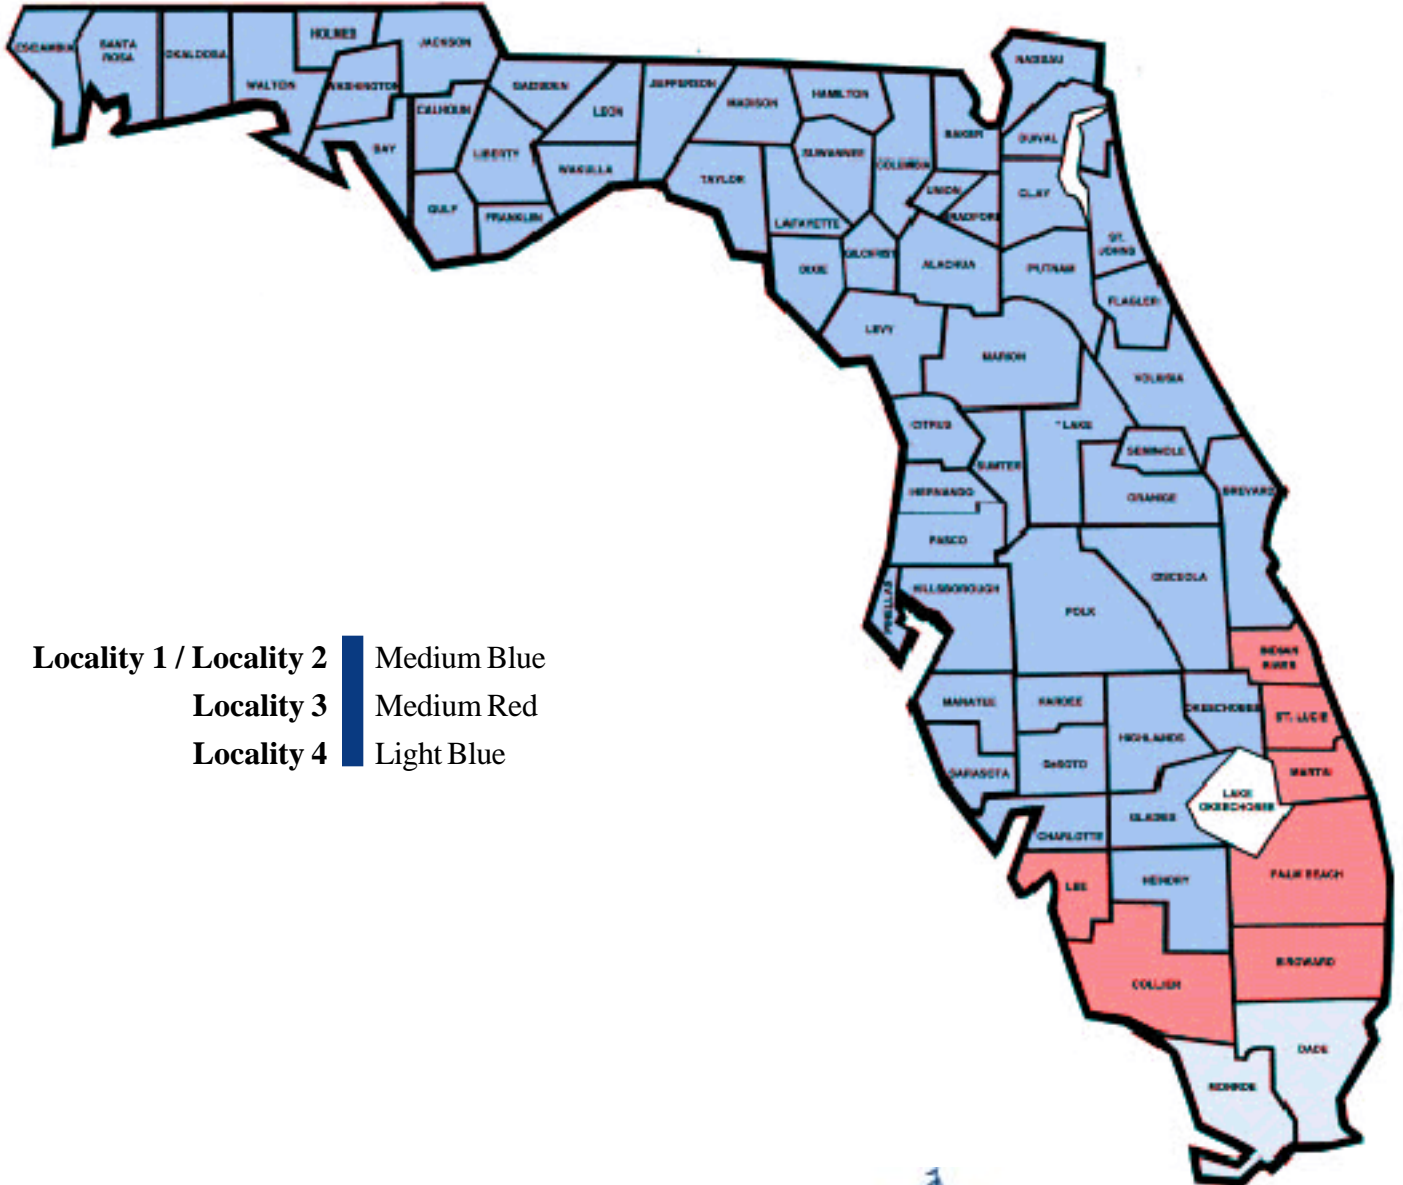 ESCAMBIA
SANTA
ROSA
OKALOOSA
WALTON
HOLMES
WASHINGTON
JACKSON
BAY
CALHOUN
GULF
LIBERTY
GADSDEN
FRANKLIN
LEON
WAKULLA
JEFFERSON
MADISON
TAYLOR
HAMILTON
SUWANNEE
LAFAYETTE
DIXIE
COLUMBIA
GILCHRIST
BAKER
UNION
BRADFORD
ALACHUA
NASSAU
DUVAL
CLAY
ST.
JOHNS
PUTNAM
FLAGLER
LEVY
MARION
VOLUSIA
CITRUS
SUMTER
* LAKE
SEMINOLE
HERNANDO
ORANGE
BREVARD
PASCO
PINELLAS
HILLSBOROUGH
POLK
OSCEOLA
INDIAN
RIVER
Locality 1 / Locality 2 Medium Blue
Locality 3 Medium Red
Locality 4 Light Blue
MANATEE
HARDEE
OKEECHOBEE
ST. LUCIE
HIGHLANDS
SARASOTA
DeSOTO
MARTIN
LAKE
OKEECHOBEE
CHARLOTTE
GLADES
LEE
HENDRY
PALM BEACH
COLLIER
BROWARD
DADE
MONROE